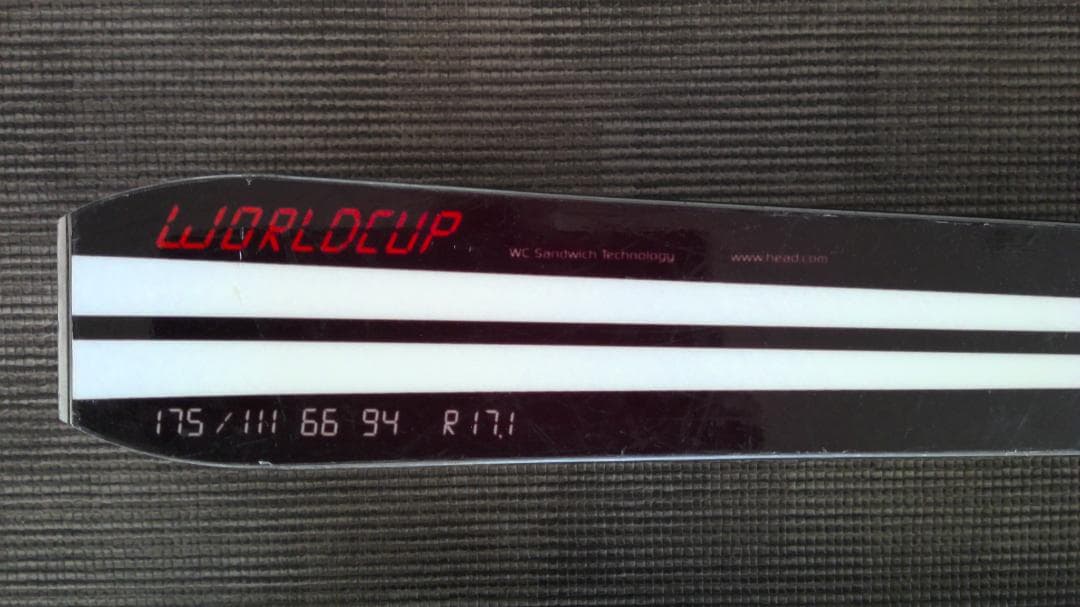 WORLDCUP
WC Sandwich Technology
www.head.com
175/111 66 94 R 17.1